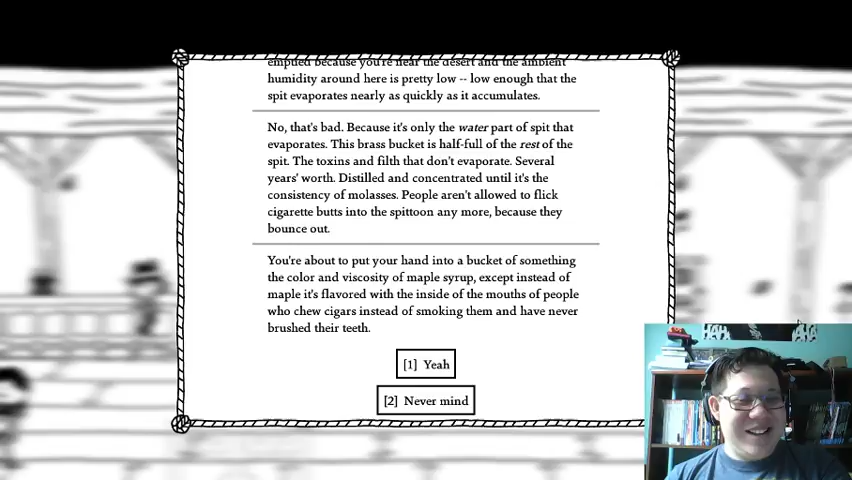 emptied because you're near the desert and the ambient
humidity around here is pretty low -- low enough that the
spit evaporates nearly as quickly as it accumulates.
No, that's bad. Because it's only the water part of spit that
evaporates. This brass bucket is half-full of the rest of the
spit. The toxins and filth that don't evaporate. Several
years' worth. Distilled and concentrated until it's the
consistency of molasses. People aren't allowed to flick
cigarette butts into the spittoon any more, because they
bounce out.
You're about to put your hand into a bucket of something
the color and viscosity of maple syrup, except instead of
maple it's flavored with the inside of the mouths of people
who chew cigars instead of smoking them and have never
brushed their teeth.
[1] Yeah
[2] Never mind